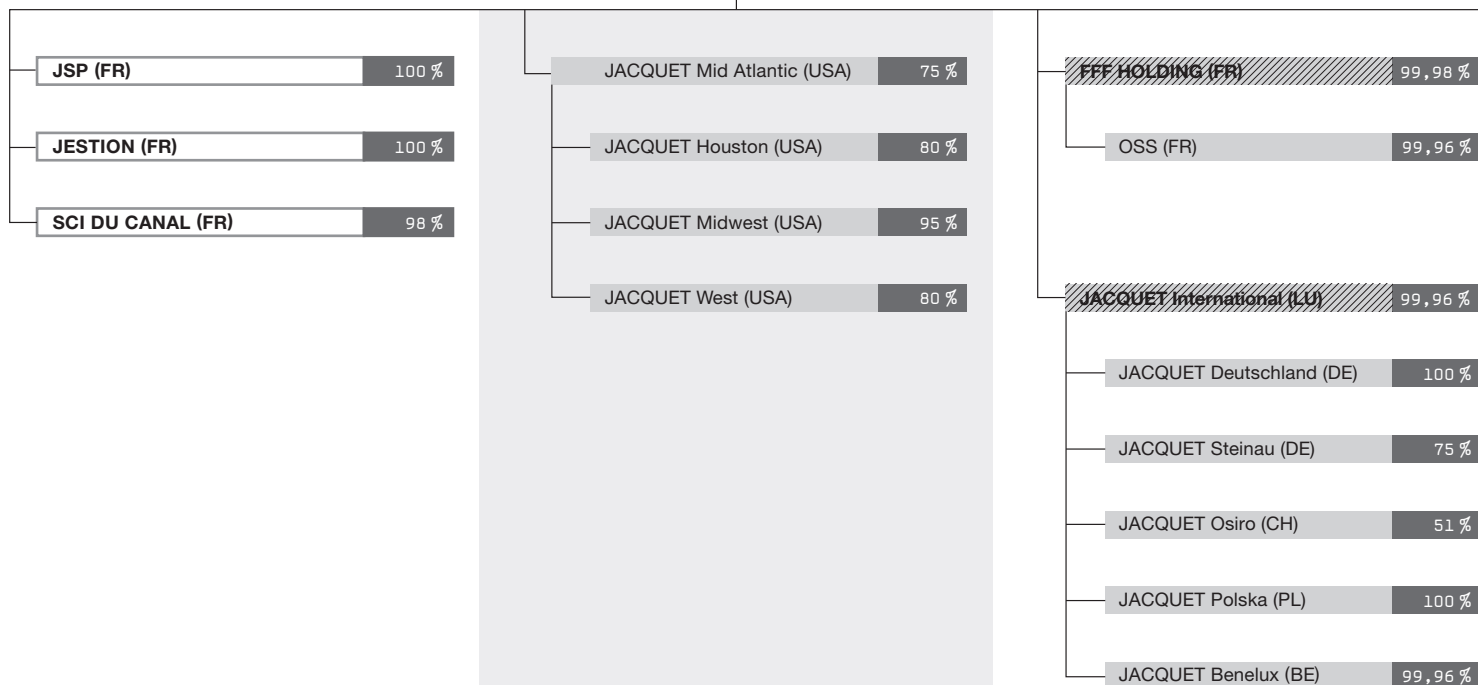 JSP (FR) 100 %
JESTION (FR) 100 %
SCI DU CANAL (FR) 98 %
JACQUET Mid Atlantic (USA) 75 %
JACQUET Houston (USA) 80 %
JACQUET Midwest (USA) 95 %
JACQUET West (USA) 80 %
FFF HOLDING (FR) 99,98 %
OSS (FR) 99,96 %
JACQUET International (LU) 99,96 %
JACQUET Deutschland (DE) 100 %
JACQUET Steinau (DE) 75 %
JACQUET Osiro (CH) 51 %
JACQUET Polska (PL) 100 %
JACQUET Benelux (BE) 99,96 %